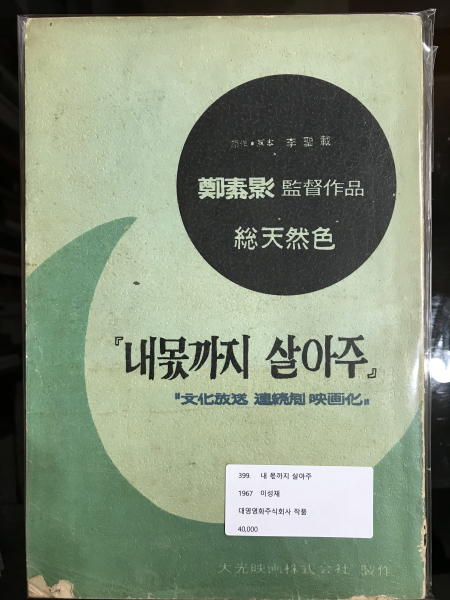 原作·脚本 李聖載
鄭素影 監督作品
総天然色
『내몫까지 살아주』
"文化放送 連続劇 映画化"
399. 내 몫까지 살아주
1967 이성재
대영영화주식회사 작품
40,000
大光映画株式会社 製作